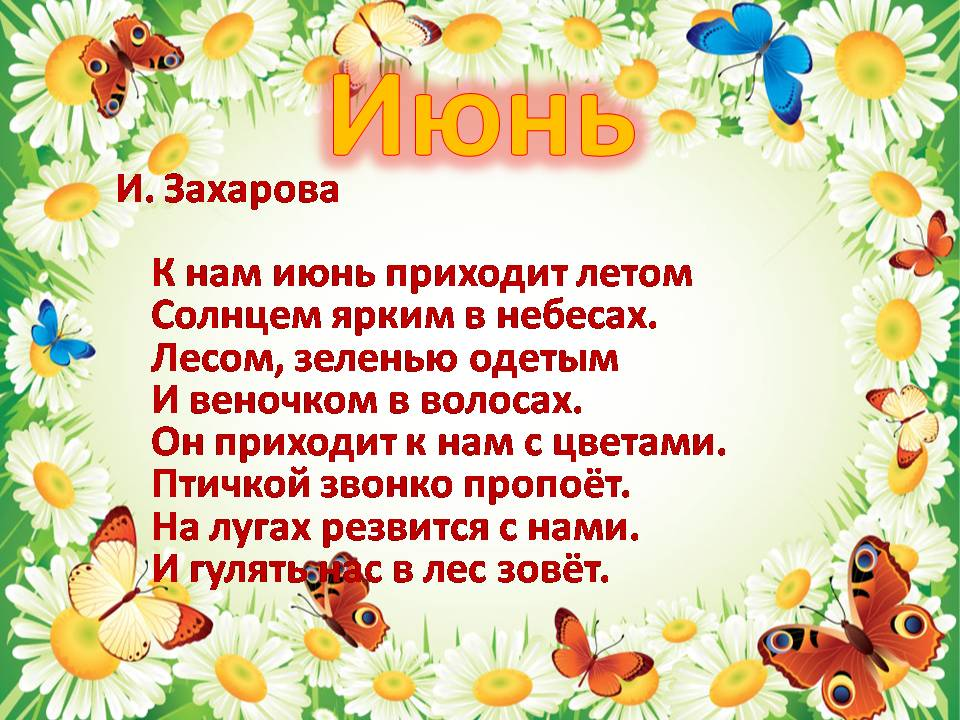 Июнь
И. Захарова
К нам июнь приходит летом
Солнцем ярким в небесах.
Лесом, зеленью одетым
И веночком в волосах.
Он приходит к нам с цветами.
Птичкой звонко пропоёт.
На лугах резвится с нами.
И гулять нас в лес зовёт.